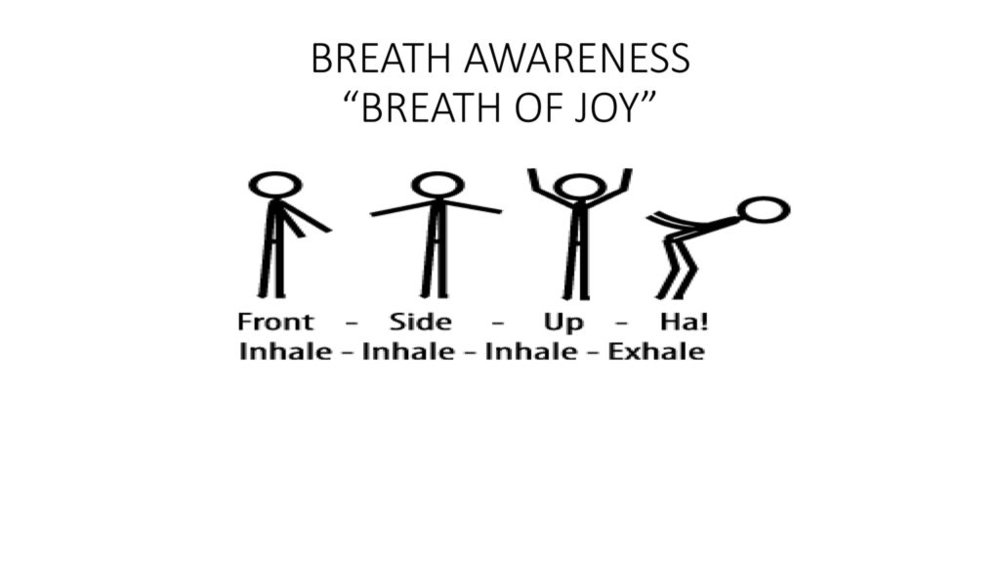 BREATH AWARENESS
“BREATH OF JOY”
Front – Side – Up – Ha!
Inhale – Inhale – Inhale – Exhale